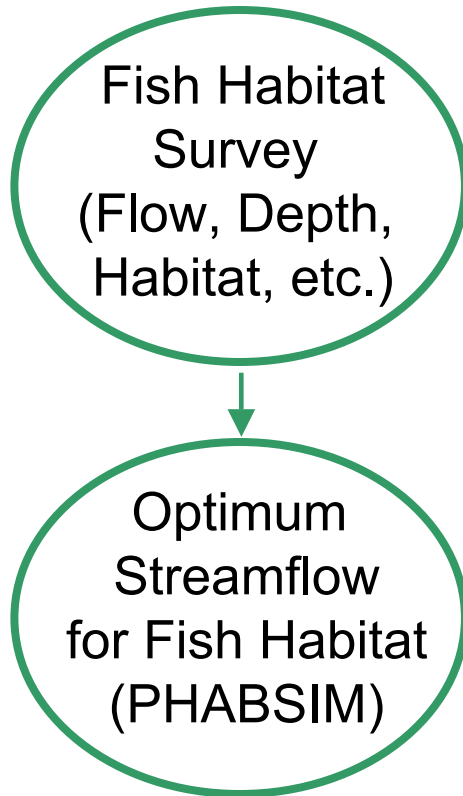 Fish Habitat
Survey
(Flow, Depth,
Habitat, etc.)
Optimum
Streamflow
for Fish Habitat
(PHABSIM)